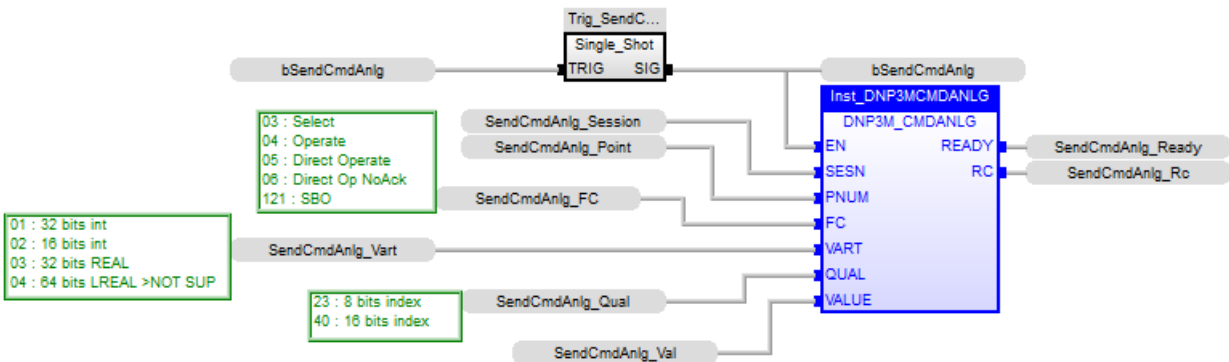 Trig_SendC...
Single_Shot
bSendCmdAnlg
TRIG SIG
bSendCmdAnlg
Inst_DNP3MCMDANLG
DNP3M_CMDANLG
03 : Select
04 : Operate
05 : Direct Operate
06 : Direct Op NoAck
121 : SBO
SendCmdAnlg_Session
SendCmdAnlg_Point
SendCmdAnlg_FC
EN READY
SESN RC
PNUM
FC
VART
QUAL
VALUE
SendCmdAnlg_Ready
SendCmdAnlg_Rc
01 : 32 bits int
02 : 16 bits int
03 : 32 bits REAL
04 : 64 bits LREAL >NOT SUP
SendCmdAnlg_Vart
23 : 8 bits index
40 : 16 bits index
SendCmdAnlg_Qual
SendCmdAnlg_Val